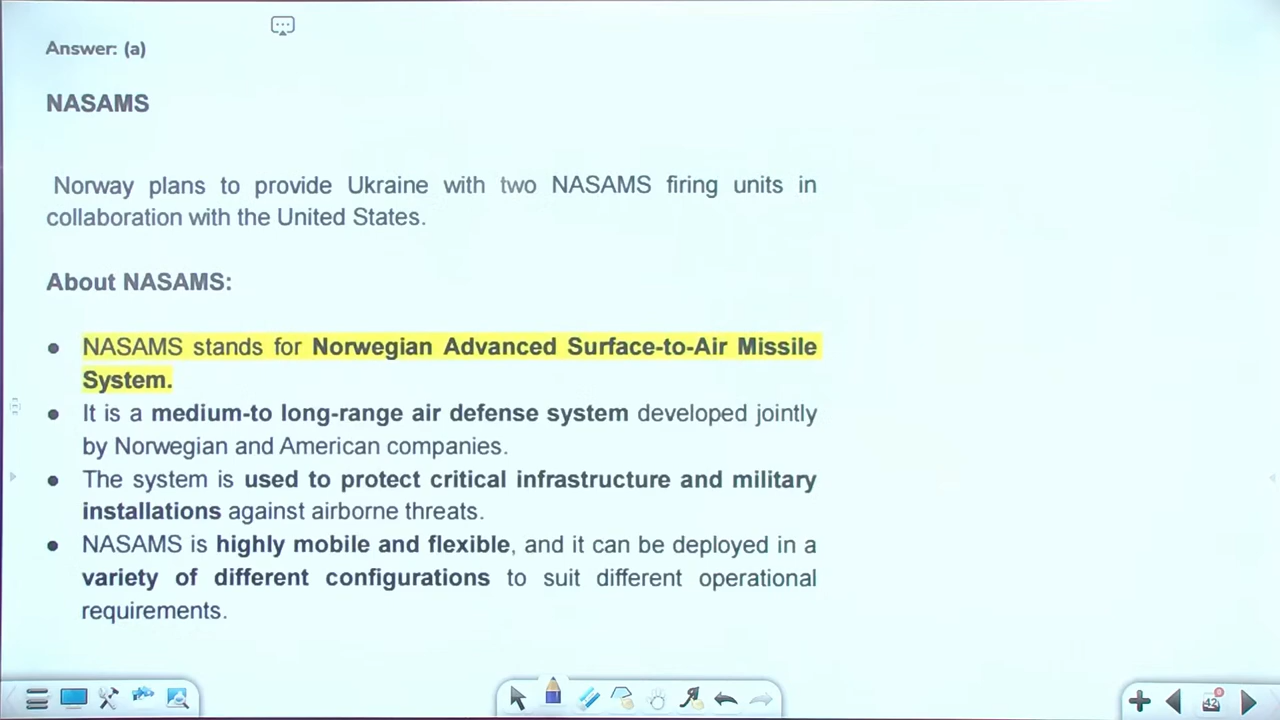 Answer: (a)
NASAMS
Norway plans to provide Ukraine with two NASAMS firing units in
collaboration with the United States.
About NASAMS:
● NASAMS stands for Norwegian Advanced Surface-to-Air Missile
System.
● It is a medium-to long-range air defense system developed jointly
by Norwegian and American companies.
● The system is used to protect critical infrastructure and military
installations against airborne threats.
● NASAMS is highly mobile and flexible, and it can be deployed in a
variety of different configurations to suit different operational
requirements.
42